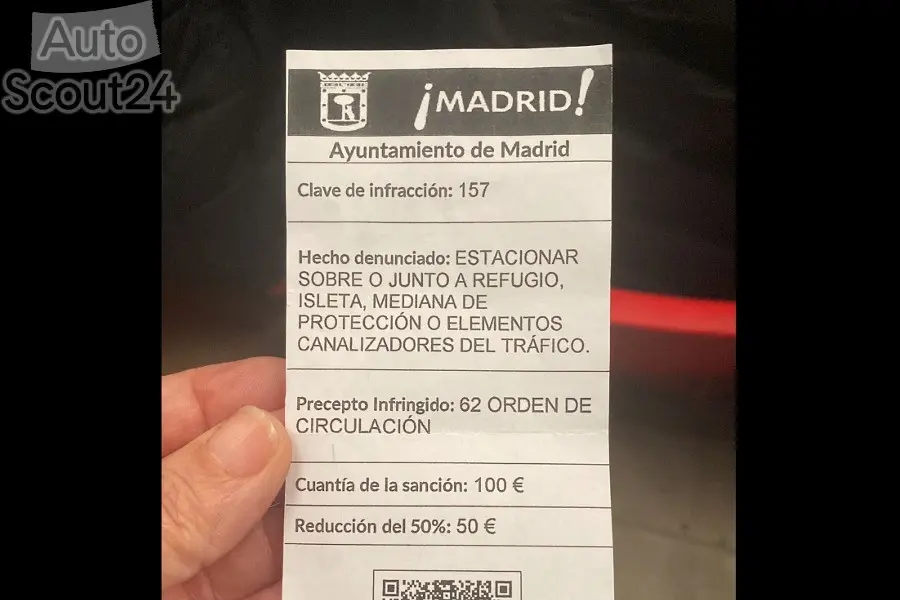 Auto
Scout24
¡MADRID!
Ayuntamiento de Madrid
Clave de infracción: 157
Hecho denunciado: ESTACIONAR
SOBRE O JUNTO A REFUGIO,
ISLETA, MEDIANA DE
PROTECCIÓN O ELEMENTOS
CANALIZADORES DEL TRÁFICO.
Precepto Infringido: 62 ORDEN DE
CIRCULACIÓN
Cuantía de la sanción: 100 €
Reducción del 50%: 50 €